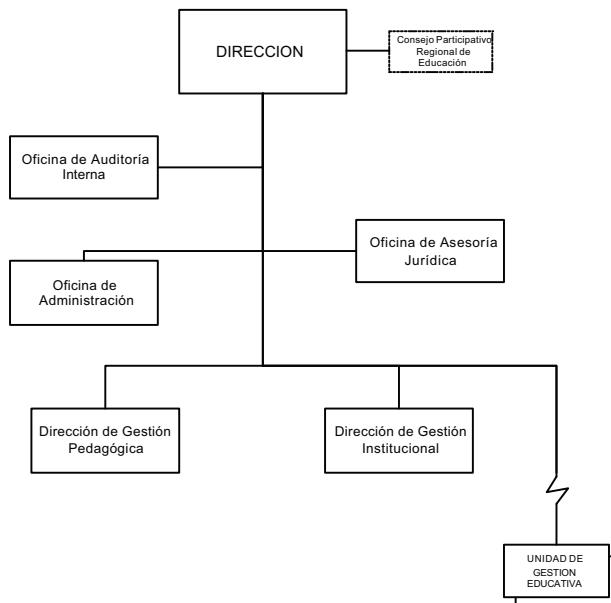 DIRECCION
Consejo Participativo
Regional de
Educación
Oficina de Auditoría
Interna
Oficina de Asesoría
Jurídica
Oficina de
Administración
Dirección de Gestión
Pedagógica
Dirección de Gestión
Institucional
UNIDAD DE
GESTION
EDUCATIVA